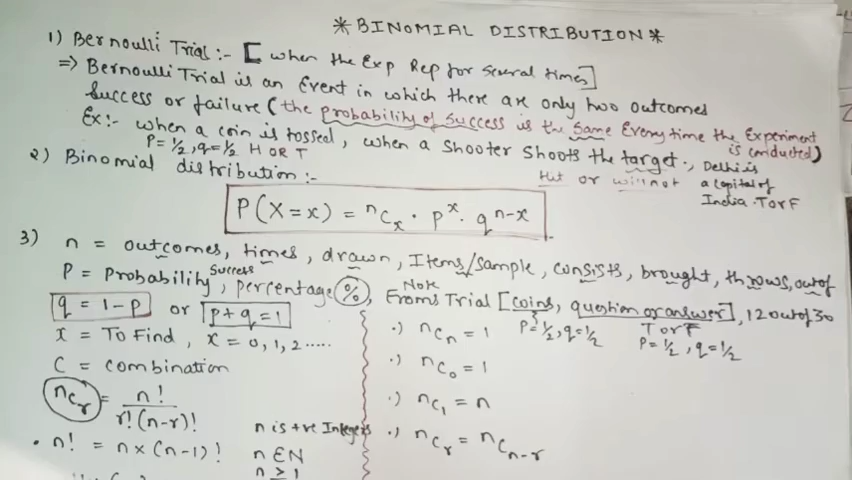 * BINOMIAL DISTRIBUTION *
1) Bernoulli Trial :- [ when the Exp Rep for several times]
⇒ Bernoulli Trial is an Event in which there are only two outcomes
Success or failure ( the probability of success is the same Everytime the Experiment is conducted)
Ex:- when a coin is tossed, when a shooter shoots the target., Delhi is a capital of India. T or F
P=1/2, q=1/2 H OR T
Hit or will not
2) Binomial distribution :-
P(X=x) = ⁿCₓ · pˣ · qⁿ⁻ˣ
3) n = outcomes, times, drawn, Items/sample, consists, brought, throws, out of
P = Probability Success, percentage %, From Trial [coins, question or answer], 12 out of 30
P=1/2, q=1/2 T or F
P=1/2, q=1/2
q = 1-p or p+q=1
x = To Find, x = 0, 1, 2 .....
C = combination
nCr = n! / r!(n-r)!
n is +ve Integers
• n! = n×(n-1)! n∈N
n ≥ 1
Note
·) nCn = 1
·) nC0 = 1
·) nC1 = n
·) nCr = nCn-r